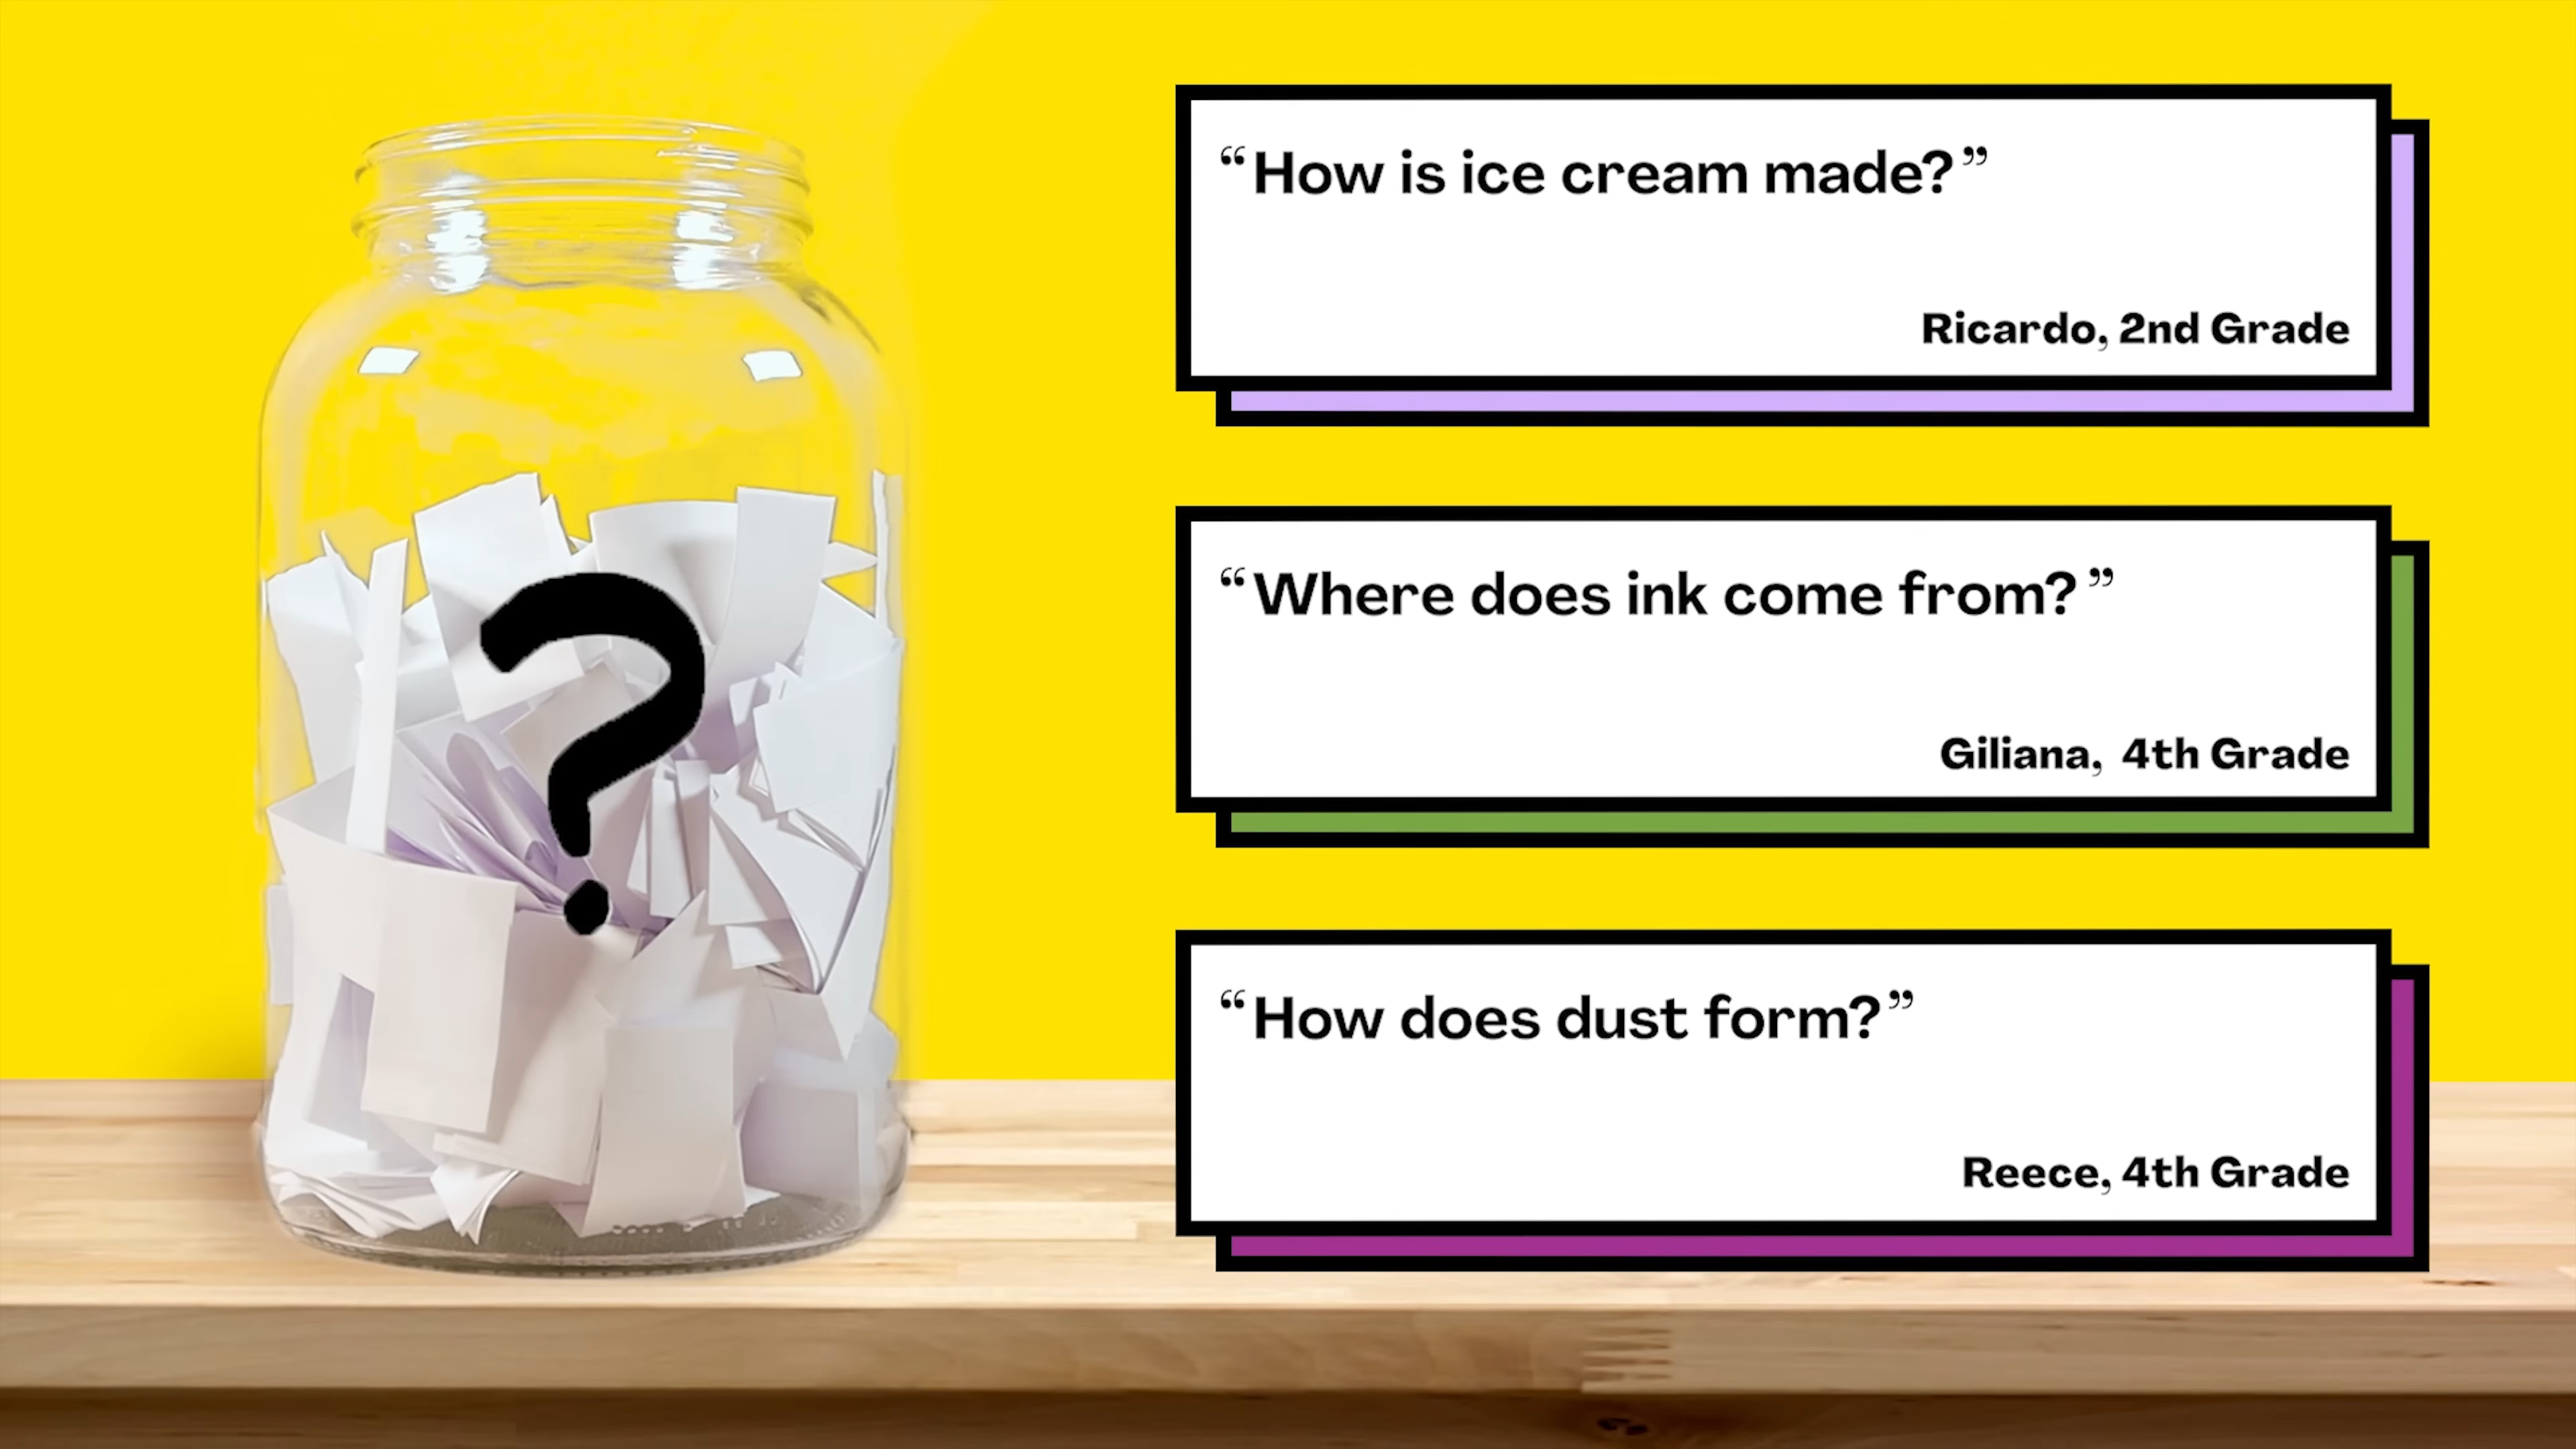 ?
“How is ice cream made?”
Ricardo, 2nd Grade
“Where does ink come from?”
Giliana, 4th Grade
“How does dust form?”
Reece, 4th Grade